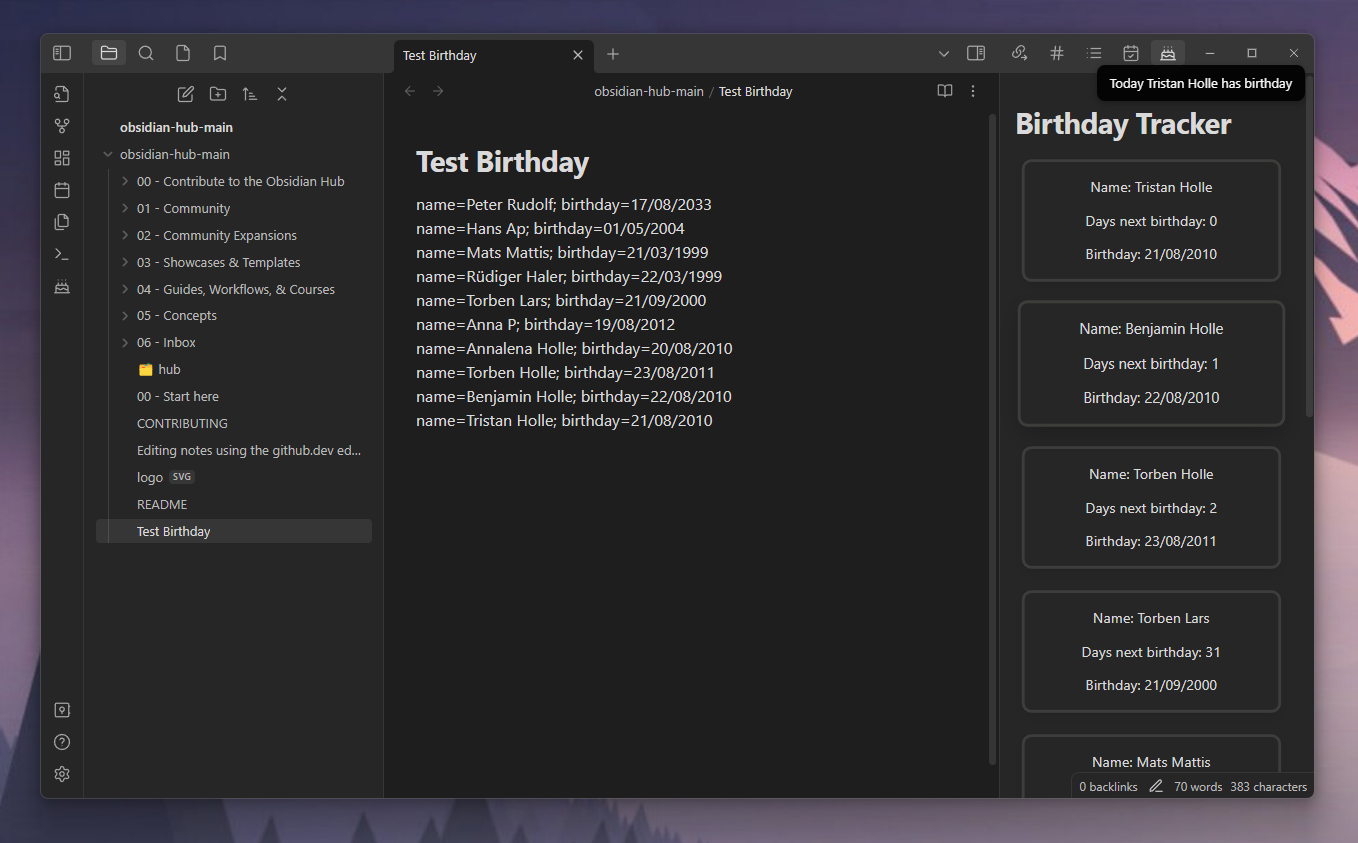 Test Birthday
Today Tristan Holle has birthday
obsidian-hub-main
obsidian-hub-main
00 - Contribute to the Obsidian Hub
01 - Community
02 - Community Expansions
03 - Showcases & Templates
04 - Guides, Workflows, & Courses
05 - Concepts
06 - Inbox
hub
00 - Start here
CONTRIBUTING
Editing notes using the github.dev ed...
logo SVG
README
Test Birthday
obsidian-hub-main / Test Birthday
Test Birthday
name=Peter Rudolf; birthday=17/08/2033
name=Hans Ap; birthday=01/05/2004
name=Mats Mattis; birthday=21/03/1999
name=Rüdiger Haler; birthday=22/03/1999
name=Torben Lars; birthday=21/09/2000
name=Anna P; birthday=19/08/2012
name=Annalena Holle; birthday=20/08/2010
name=Torben Holle; birthday=23/08/2011
name=Benjamin Holle; birthday=22/08/2010
name=Tristan Holle; birthday=21/08/2010
Birthday Tracker
Name: Tristan Holle
Days next birthday: 0
Birthday: 21/08/2010
Name: Benjamin Holle
Days next birthday: 1
Birthday: 22/08/2010
Name: Torben Holle
Days next birthday: 2
Birthday: 23/08/2011
Name: Torben Lars
Days next birthday: 31
Birthday: 21/09/2000
Name: Mats Mattis
0 backlinks 70 words 383 characters